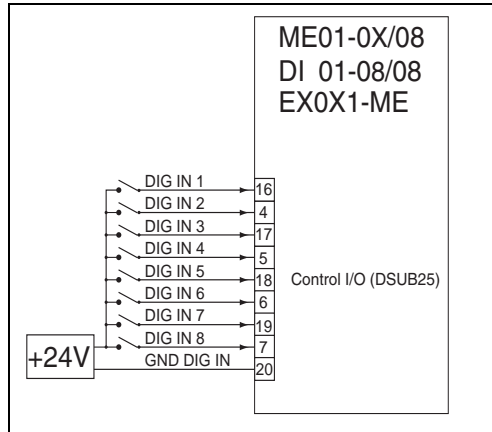 ME01-0X/08
DI 01-08/08
EX0X1-ME
DIG IN 1 16
DIG IN 2 4
DIG IN 3 17
DIG IN 4 5
DIG IN 5 18
Control I/O (DSUB25)
DIG IN 6 6
DIG IN 7 19
DIG IN 8 7
+24V
GND DIG IN 20